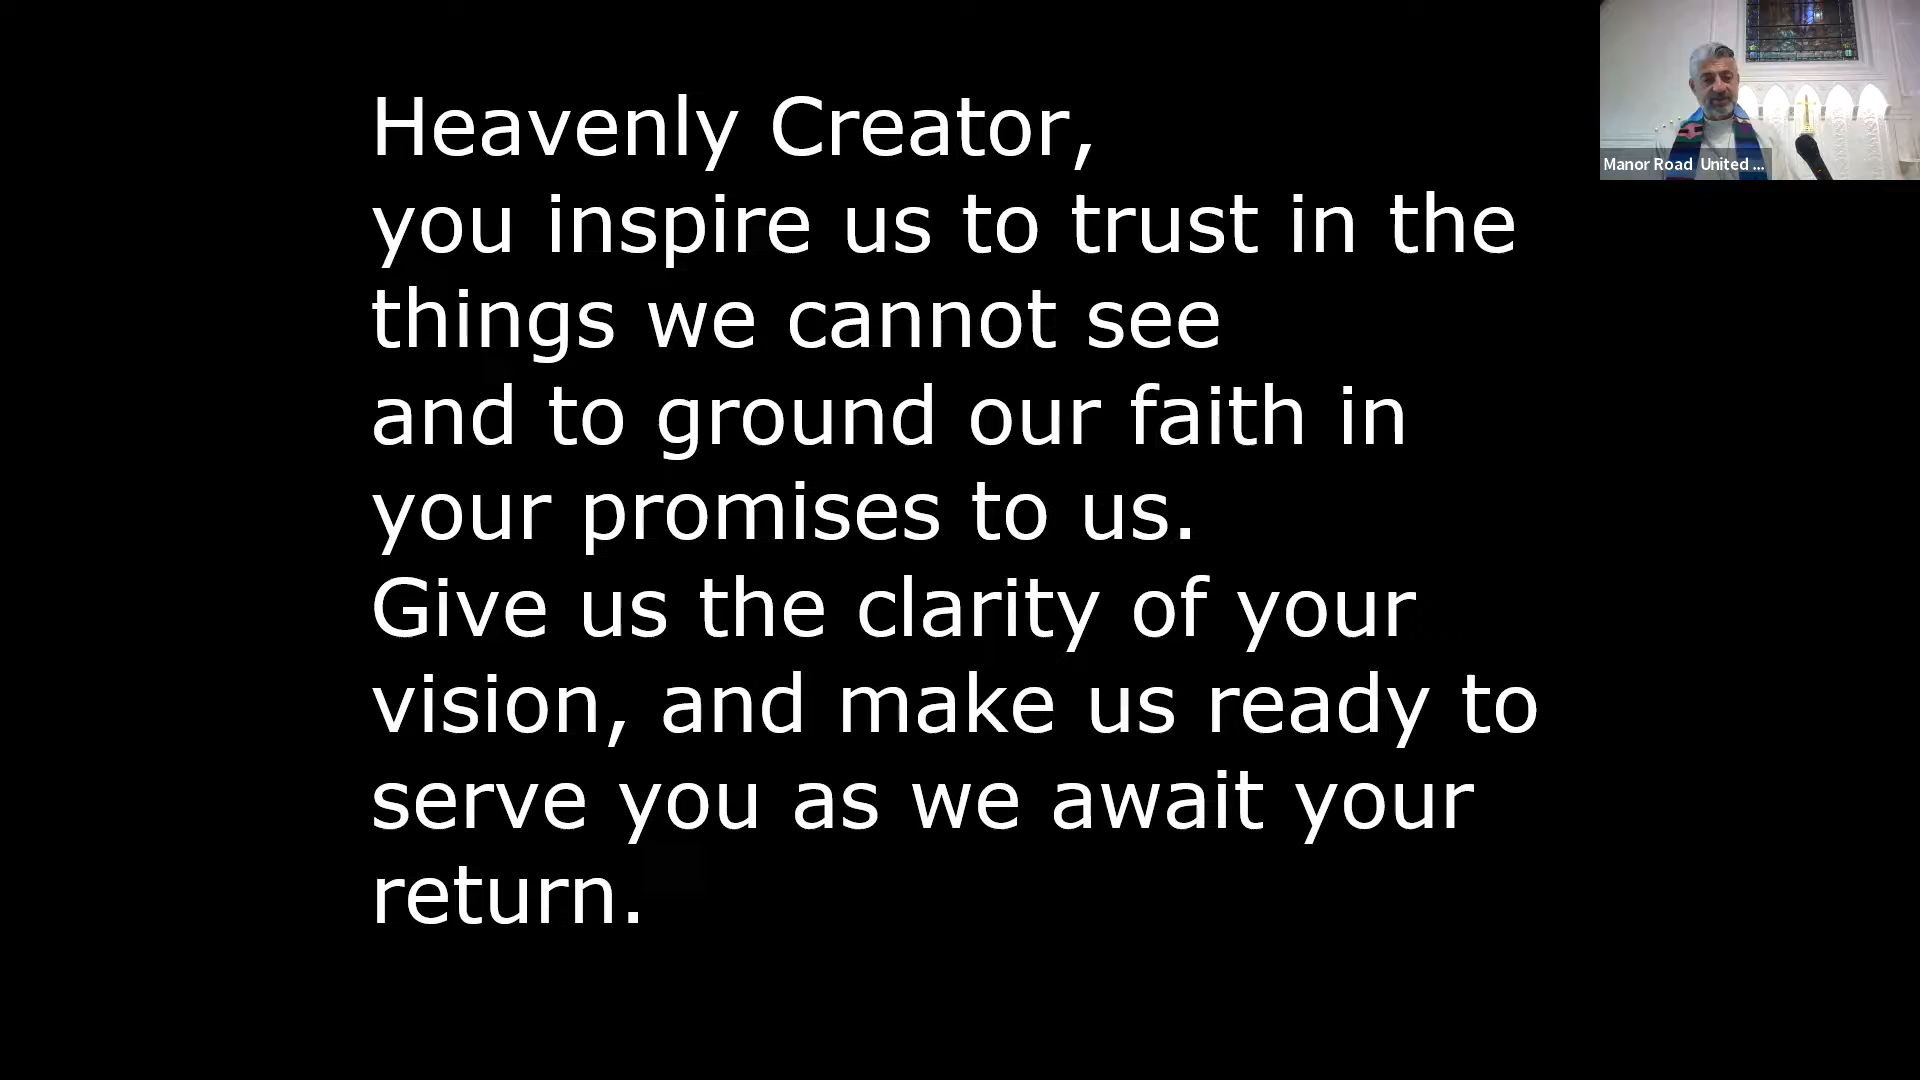 Heavenly Creator,
you inspire us to trust in the
things we cannot see
and to ground our faith in
your promises to us.
Give us the clarity of your
vision, and make us ready to
serve you as we await your
return.
Manor Road United ...